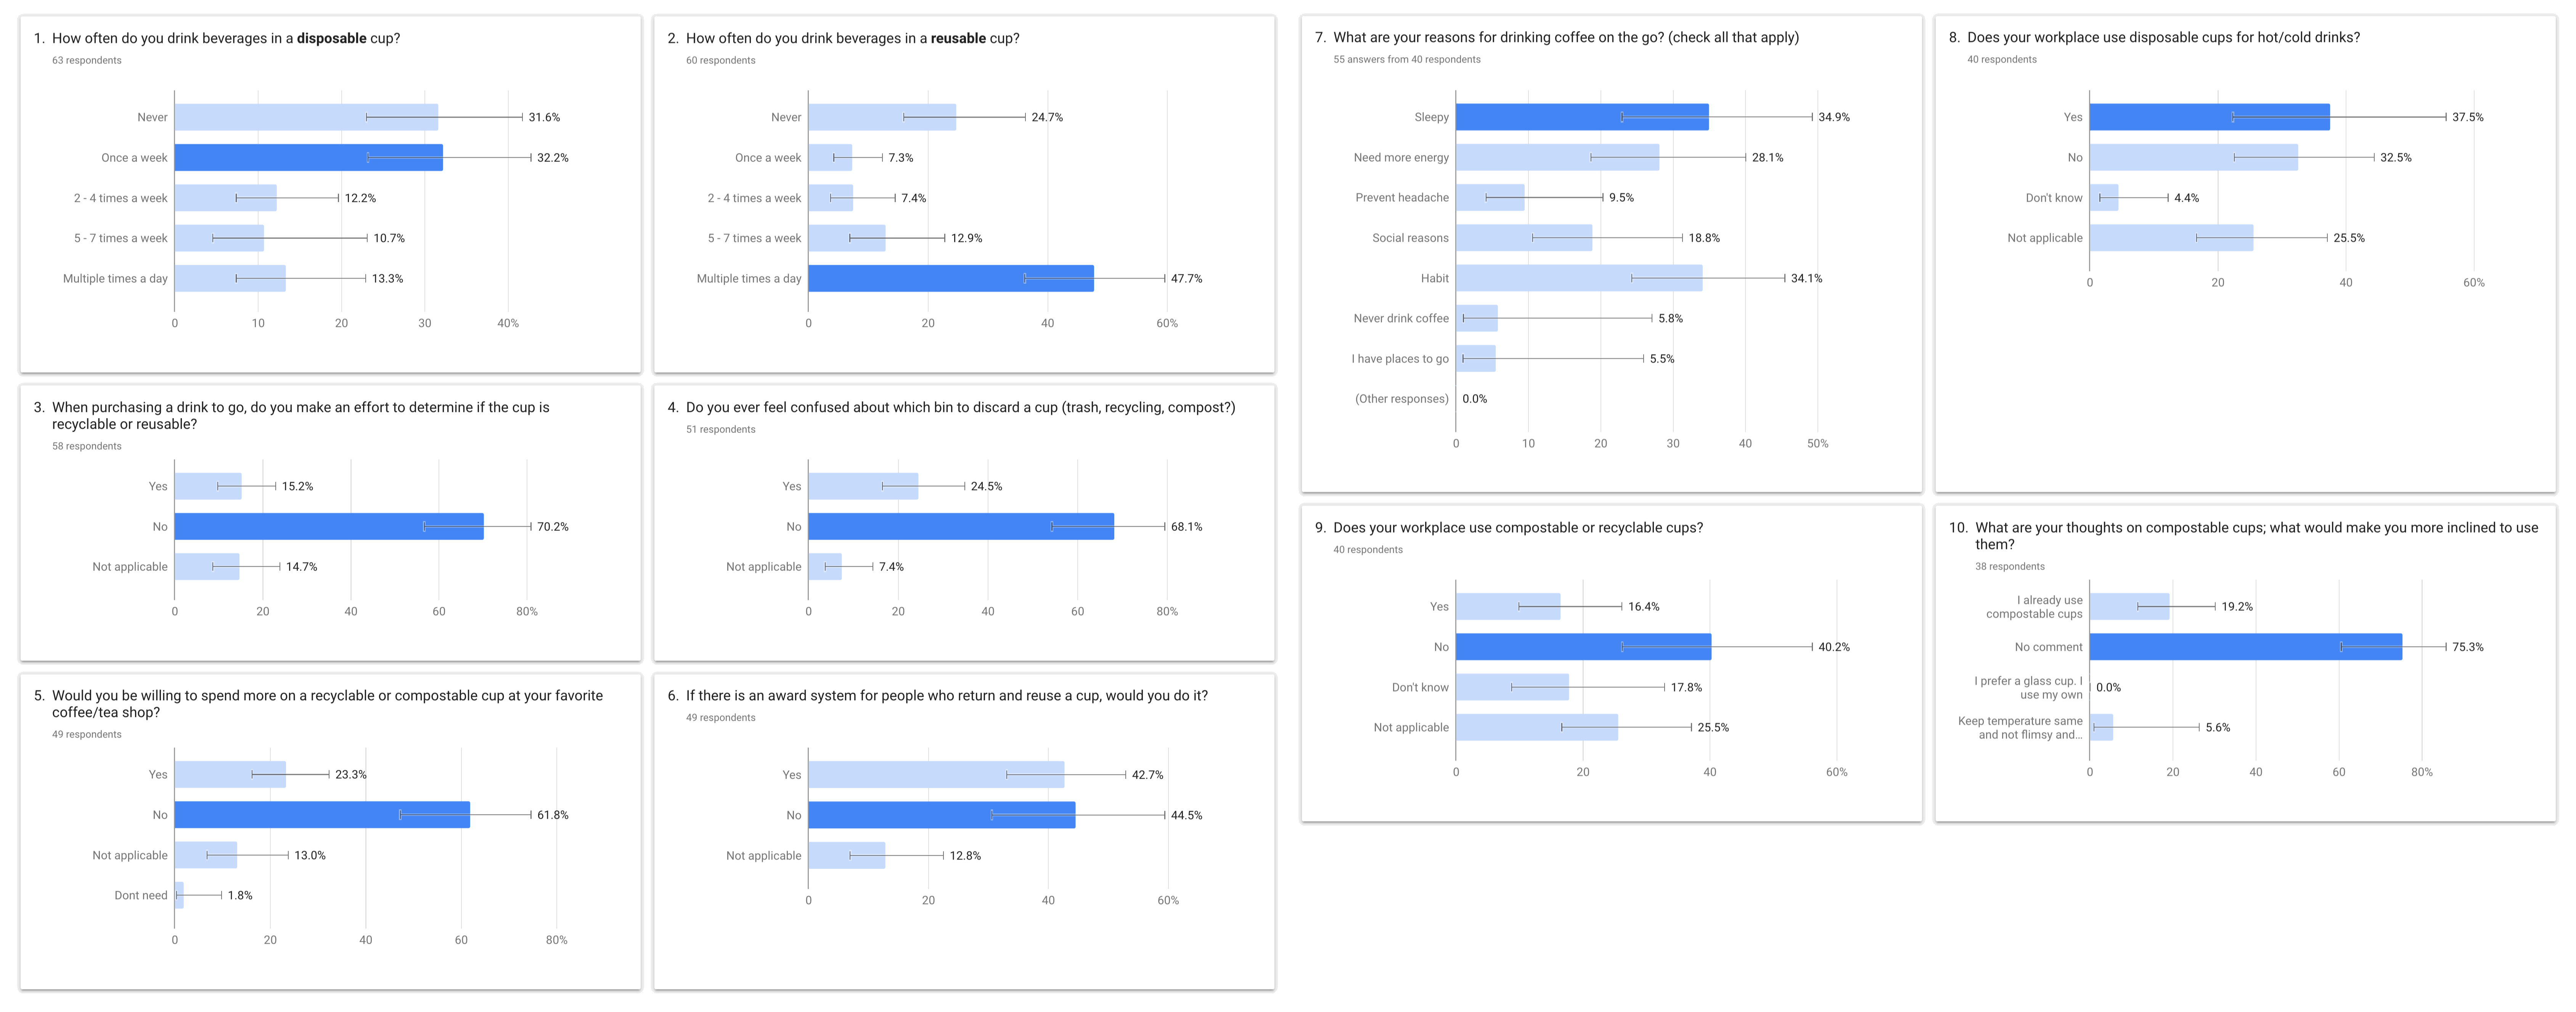 1. How often do you drink beverages in a disposable cup?
63 respondents
Never 31.6%
Once a week 32.2%
2 - 4 times a week 12.2%
5 - 7 times a week 10.7%
Multiple times a day 13.3%
0 10 20 30 40%
2. How often do you drink beverages in a reusable cup?
60 respondents
Never 24.7%
Once a week 7.3%
2 - 4 times a week 7.4%
5 - 7 times a week 12.9%
Multiple times a day 47.7%
0 20 40 60%
3. When purchasing a drink to go, do you make an effort to determine if the cup is
recyclable or reusable?
58 respondents
Yes 15.2%
No 70.2%
Not applicable 14.7%
0 20 40 60 80%
4. Do you ever feel confused about which bin to discard a cup (trash, recycling, compost?)
51 respondents
Yes 24.5%
No 68.1%
Not applicable 7.4%
0 20 40 60 80%
5. Would you be willing to spend more on a recyclable or compostable cup at your favorite
coffee/tea shop?
49 respondents
Yes 23.3%
No 61.8%
Not applicable 13.0%
Dont need 1.8%
0 20 40 60 80%
6. If there is an award system for people who return and reuse a cup, would you do it?
49 respondents
Yes 42.7%
No 44.5%
Not applicable 12.8%
0 20 40 60%
7. What are your reasons for drinking coffee on the go? (check all that apply)
55 answers from 40 respondents
Sleepy 34.9%
Need more energy 28.1%
Prevent headache 9.5%
Social reasons 18.8%
Habit 34.1%
Never drink coffee 5.8%
I have places to go 5.5%
(Other responses) 0.0%
0 10 20 30 40 50%
8. Does your workplace use disposable cups for hot/cold drinks?
40 respondents
Yes 37.5%
No 32.5%
Don't know 4.4%
Not applicable 25.5%
0 20 40 60%
9. Does your workplace use compostable or recyclable cups?
40 respondents
Yes 16.4%
No 40.2%
Don't know 17.8%
Not applicable 25.5%
0 20 40 60%
10. What are your thoughts on compostable cups; what would make you more inclined to use
them?
38 respondents
I already use
compostable cups 19.2%
No comment 75.3%
I prefer a glass cup. I
use my own 0.0%
Keep temperature same
and not flimsy and... 5.6%
0 20 40 60 80%